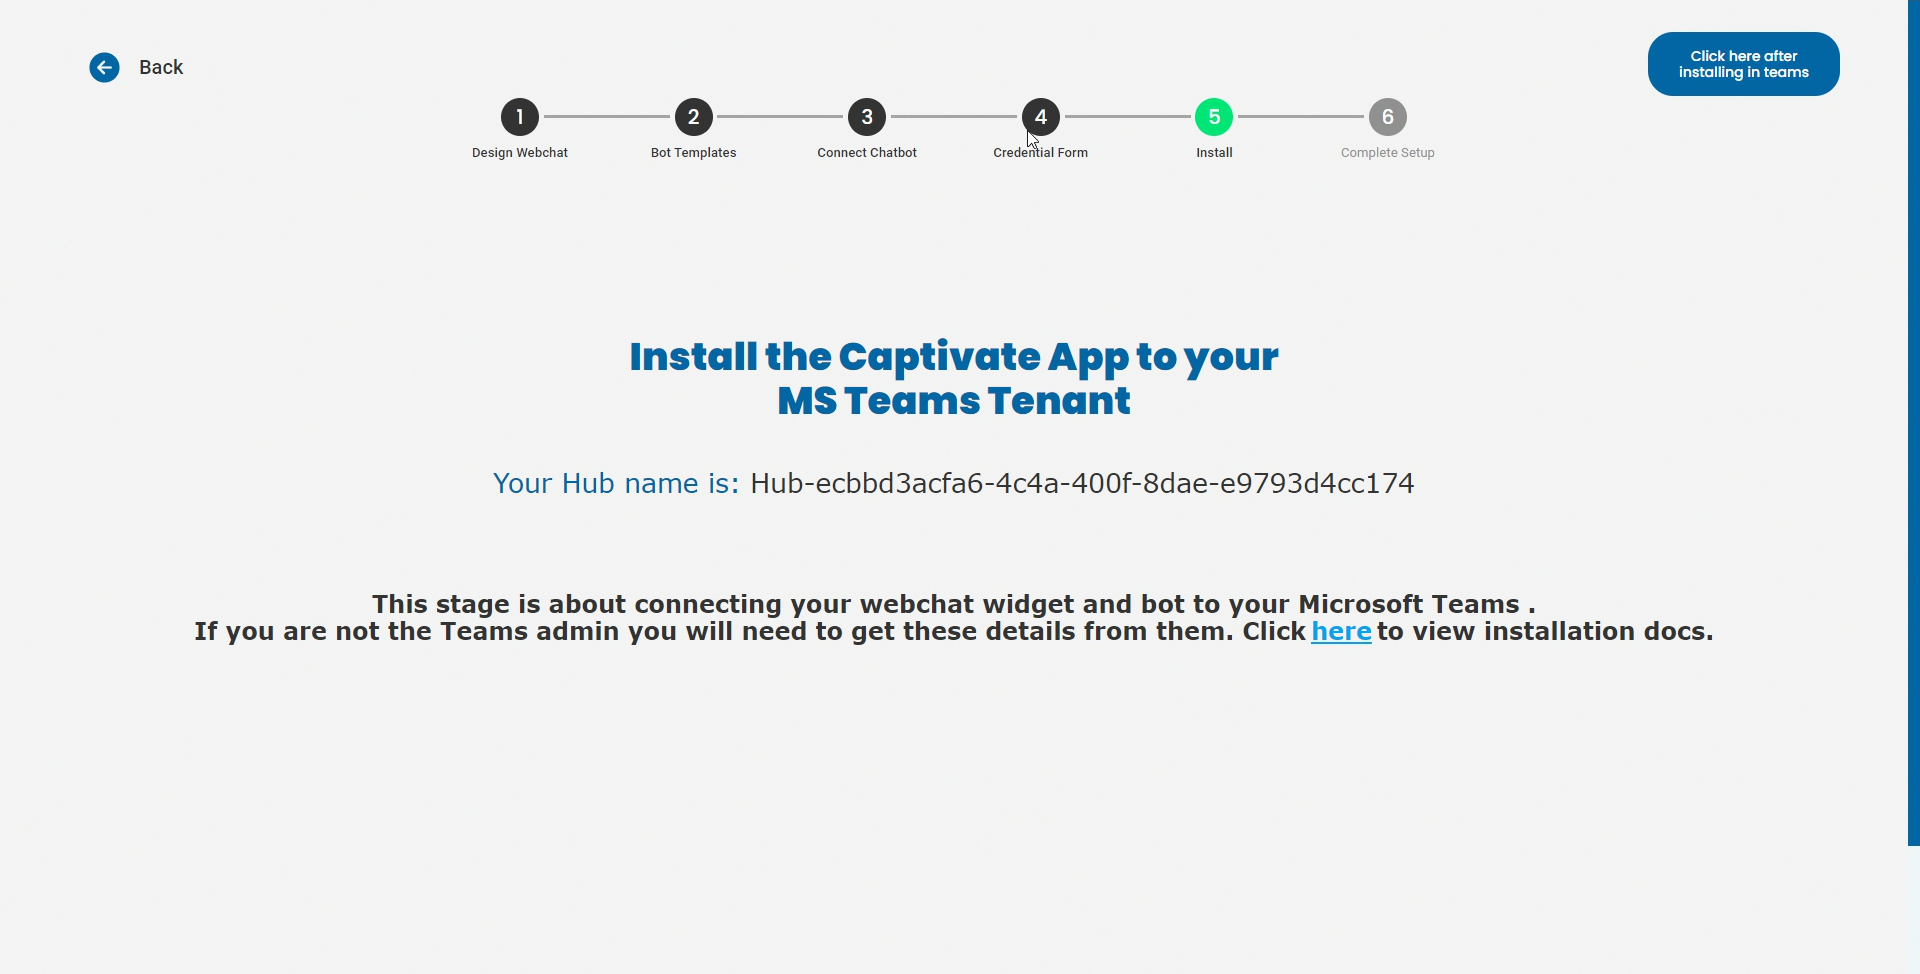 Back
Click here after
installing in teams
1
2
3
4
5
6
Design Webchat
Bot Templates
Connect Chatbot
Credential Form
Install
Complete Setup
Install the Captivate App to your
MS Teams Tenant
Your Hub name is: Hub-ecbbd3acfa6-4c4a-400f-8dae-e9793d4cc174
This stage is about connecting your webchat widget and bot to your Microsoft Teams .
If you are not the Teams admin you will need to get these details from them. Click here to view installation docs.